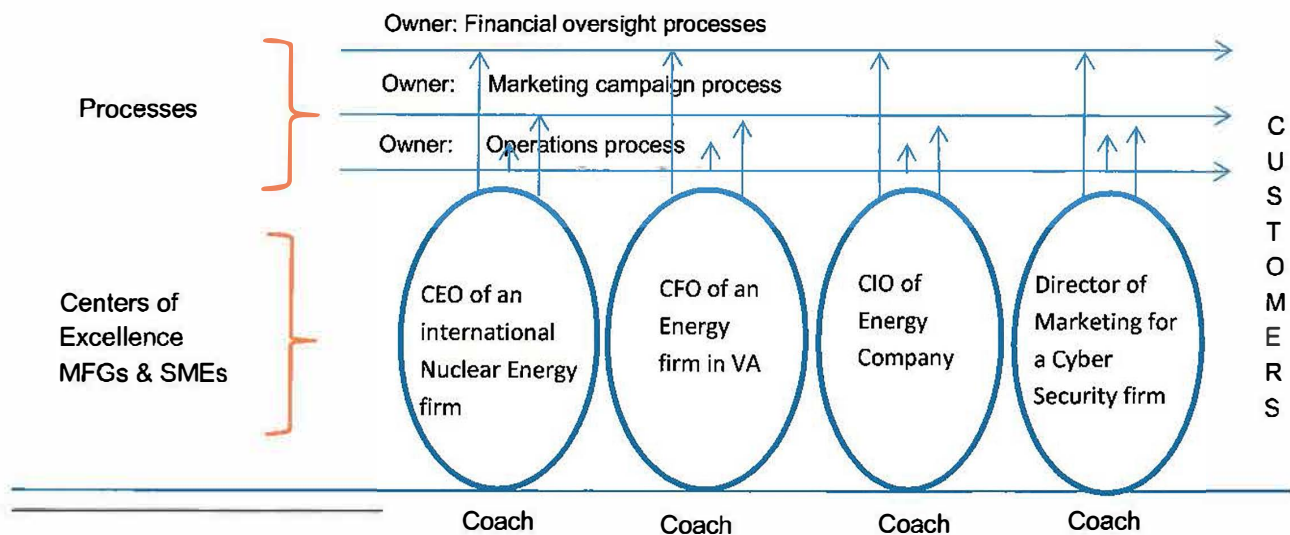 Owner: Financial oversight processes
Owner: Marketing campaign process
Processes
Owner: Operations process
CUSTOMERS
Centers of
Excellence
MFGs & SMEs
CEO of an
international
Nuclear Energy
firm
CFO of an
Energy
firm in VA
CIO of
Energy
Company
Director of
Marketing for
a Cyber
Security firm
Coach
Coach
Coach
Coach